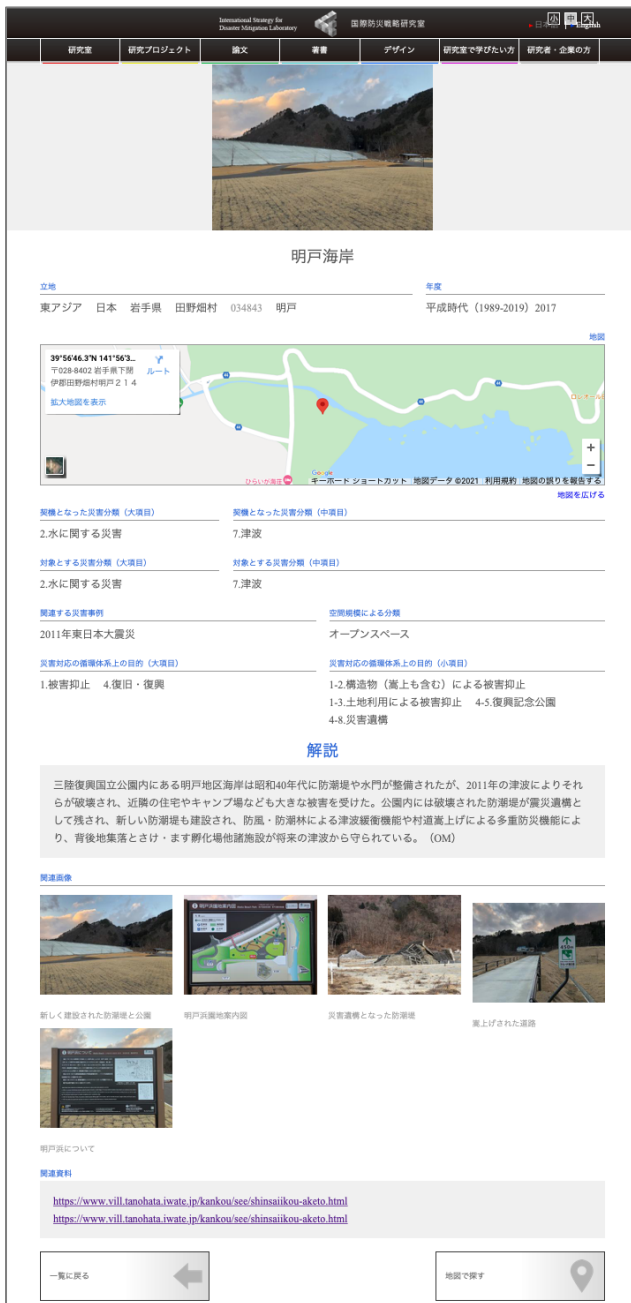 International Strategy for
Disaster Mitigation Laboratory
国際防災戦略研究室
日本語 English
小 中 大
研究室 研究プロジェクト 論文 著書 デザイン 研究室で学びたい方 研究者・企業の方
明戸海岸
立地 年度
東アジア 日本 岩手県 田野畑村 034843 明戸 平成時代（1989-2019）2017
地図
39°56'46.3"N 141°56'3...
〒028-8402 岩手県下閉
伊郡田野畑村明戸２１４
ルート
拡大地図を表示
ひらいが海荘
Google
キーボード ショートカット 地図データ ©2021 利用規約 地図の誤りを報告する
地図を広げる
契機となった災害分類（大項目） 契機となった災害分類（中項目）
2.水に関する災害 7.津波
対象とする災害分類（大項目） 対象とする災害分類（中項目）
2.水に関する災害 7.津波
関連する災害事例 空間規模による分類
2011年東日本大震災 オープンスペース
災害対応の循環体系上の目的（大項目） 災害対応の循環体系上の目的（小項目）
1.被害抑止 4.復旧・復興 1-2.構造物（嵩上も含む）による被害抑止
1-3.土地利用による被害抑止 4-5.復興記念公園
4-8.災害遺構
解説
三陸復興国立公園内にある明戸地区海岸は昭和40年代に防潮堤や水門が整備されたが、2011年の津波によりそれ
らが破壊され、近隣の住宅やキャンプ場なども大きな被害を受けた。公園内には破壊された防潮堤が震災遺構と
して残され、新しい防潮堤も建設され、防風・防潮林による津波緩衝機能や村道嵩上げによる多重防災機能によ
り、背後地集落とさけ・ます孵化場他諸施設が将来の津波から守られている。（OM）
関連画像
明戸浜園地案内図
新しく建設された防潮堤と公園 明戸浜園地案内図 災害遺構となった防潮堤 嵩上げされた道路
明戸浜について
関連資料
https://www.vill.tanohata.iwate.jp/kankou/see/shinsaiikou-aketo.html
https://www.vill.tanohata.iwate.jp/kankou/see/shinsaiikou-aketo.html
一覧に戻る 地図で探す